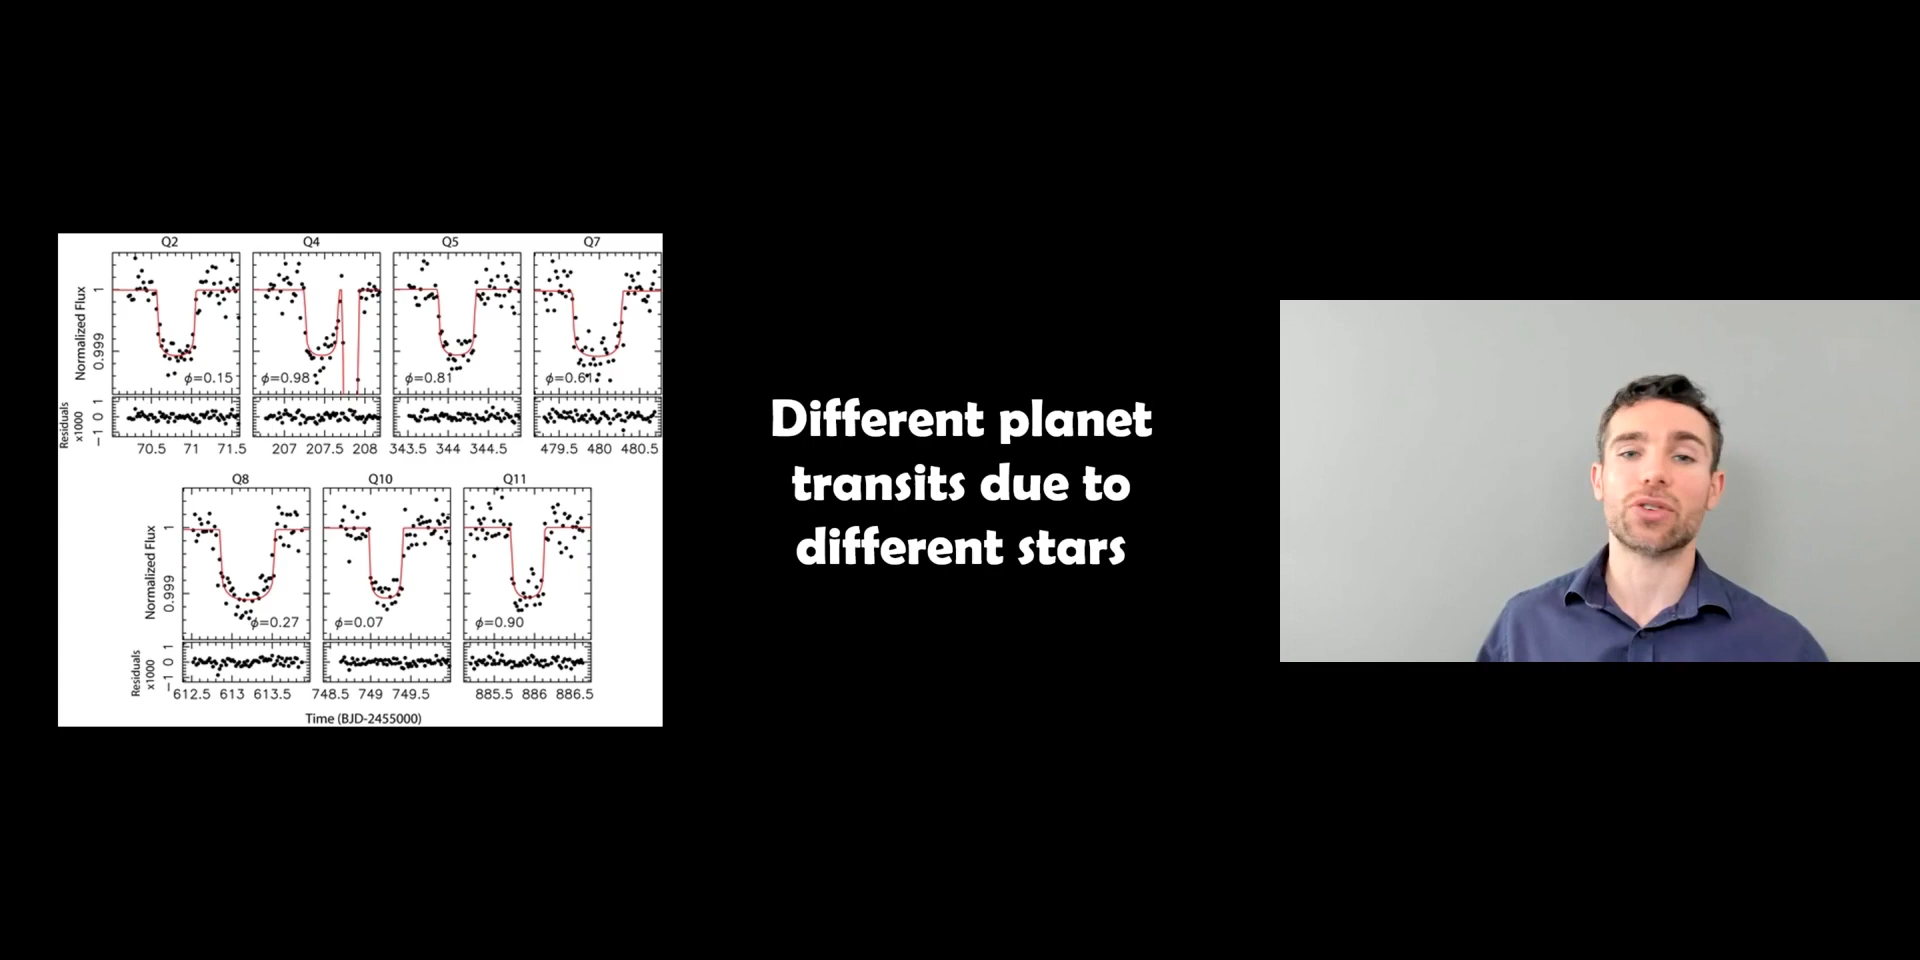 Q2 Q4 Q5 Q7
Normalized Flux
1
0.999
ϕ=0.15 ϕ=0.98 ϕ=0.81 ϕ=0.61
Residuals
x1000
−1 0 1
70.5 71 71.5 207 207.5 208 343.5 344 344.5 479.5 480 480.5
Q8 Q10 Q11
Normalized Flux
1
0.999
ϕ=0.27 ϕ=0.07 ϕ=0.90
Residuals
x1000
−1 0 1
612.5 613 613.5 748.5 749 749.5 885.5 886 886.5
Time (BJD-2455000)
Different planet
transits due to
different stars